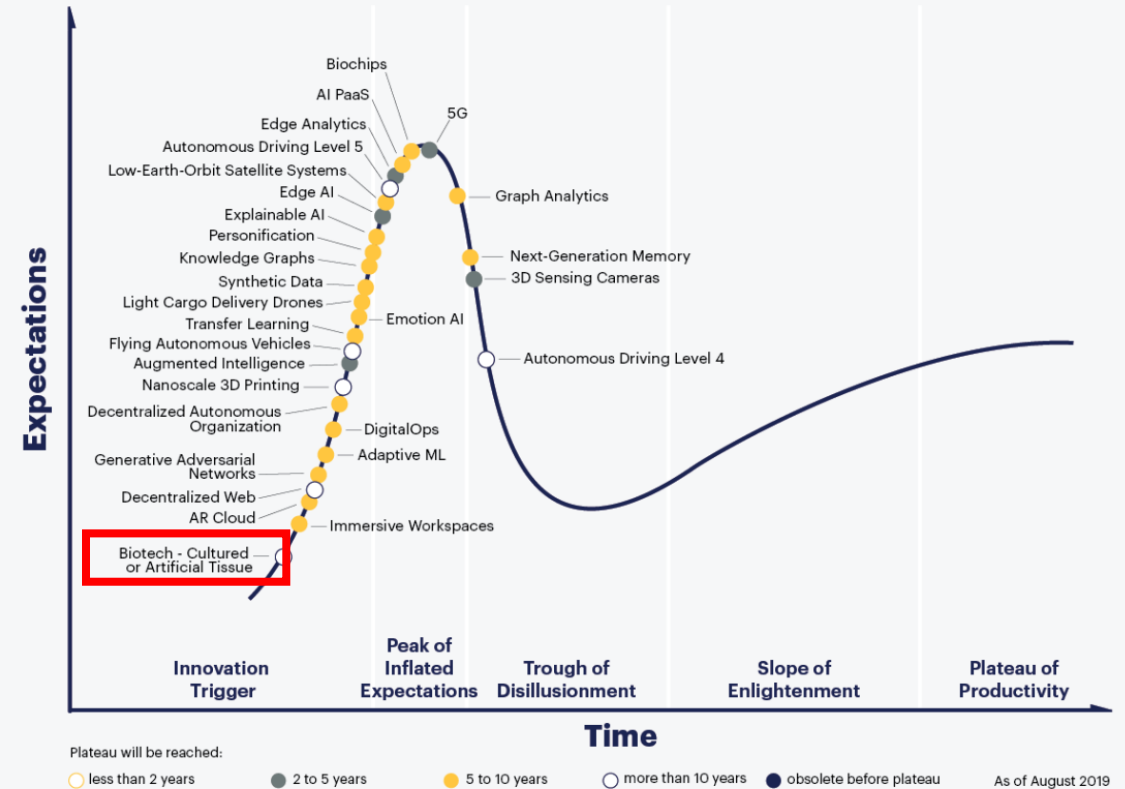 Biochips
AI PaaS
5G
Edge Analytics
Autonomous Driving Level 5
Low-Earth-Orbit Satellite Systems
Edge AI
Graph Analytics
Explainable AI
Personification
Knowledge Graphs
Next-Generation Memory
Synthetic Data
3D Sensing Cameras
Light Cargo Delivery Drones
Transfer Learning
Emotion AI
Flying Autonomous Vehicles
Augmented Intelligence
Autonomous Driving Level 4
Nanoscale 3D Printing
Decentralized Autonomous
Organization
DigitalOps
Generative Adversarial
Networks
Adaptive ML
Decentralized Web
AR Cloud
Immersive Workspaces
Biotech - Cultured
or Artificial Tissue
Expectations
Innovation
Trigger
Peak of
Inflated
Expectations
Trough of
Disillusionment
Slope of
Enlightenment
Plateau of
Productivity
Time
Plateau will be reached:
less than 2 years
2 to 5 years
5 to 10 years
more than 10 years
obsolete before plateau
As of August 2019